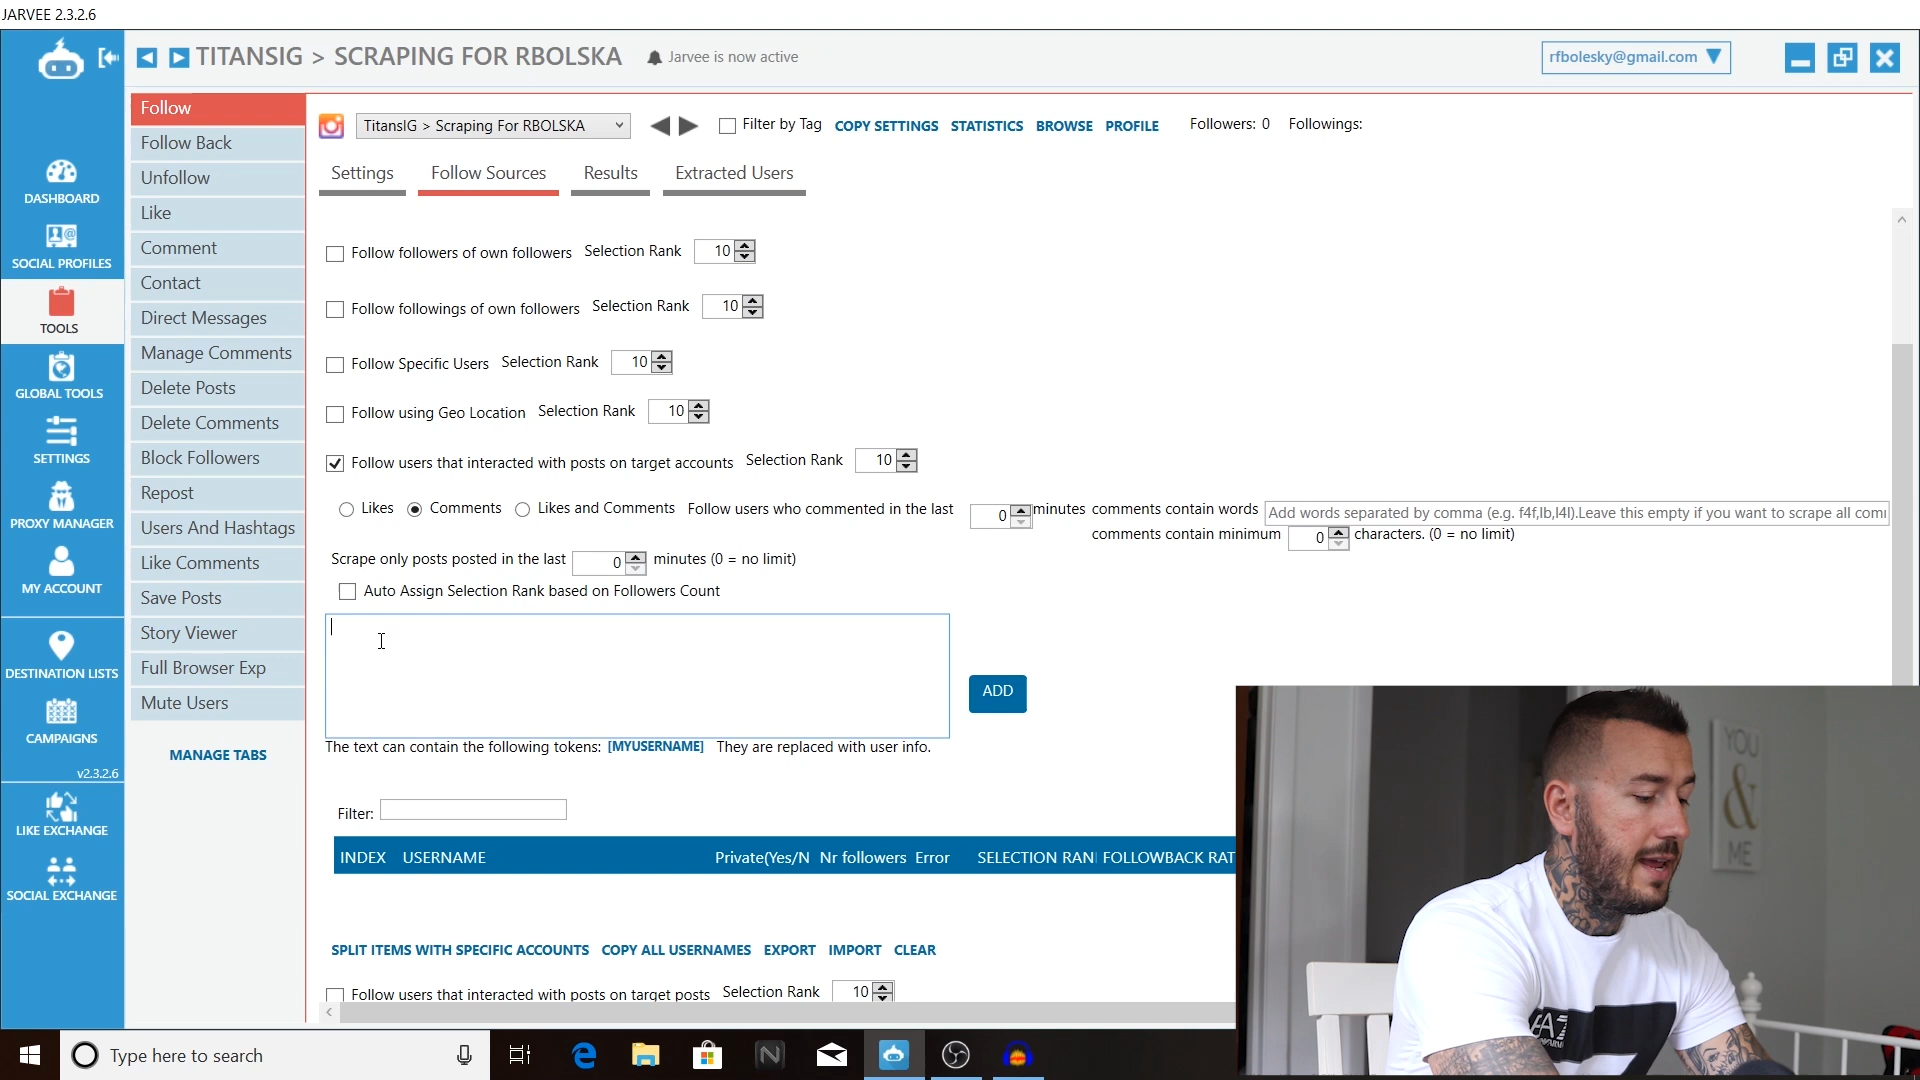 JARVEE 2.3.2.6
TITANSIG > SCRAPING FOR RBOLSKA
Jarvee is now active
rfbolesky@gmail.com
DASHBOARD
SOCIAL PROFILES
TOOLS
GLOBAL TOOLS
SETTINGS
PROXY MANAGER
MY ACCOUNT
DESTINATION LISTS
CAMPAIGNS
v2.3.2.6
LIKE EXCHANGE
SOCIAL EXCHANGE
Follow
Follow Back
Unfollow
Like
Comment
Contact
Direct Messages
Manage Comments
Delete Posts
Delete Comments
Block Followers
Repost
Users And Hashtags
Like Comments
Save Posts
Story Viewer
Full Browser Exp
Mute Users
MANAGE TABS
TitansIG > Scraping For RBOLSKA Filter by Tag COPY SETTINGS STATISTICS BROWSE PROFILE Followers: 0 Followings:
Settings Follow Sources Results Extracted Users
Follow followers of own followers Selection Rank 10
Follow followings of own followers Selection Rank 10
Follow Specific Users Selection Rank 10
Follow using Geo Location Selection Rank 10
Follow users that interacted with posts on target accounts Selection Rank 10
Likes Comments Likes and Comments Follow users who commented in the last 0 minutes comments contain words Add words separated by comma (e.g. f4f,lb,l4l).Leave this empty if you want to scrape all com
comments contain minimum 0 characters. (0 = no limit)
Scrape only posts posted in the last 0 minutes (0 = no limit)
Auto Assign Selection Rank based on Followers Count
ADD
The text can contain the following tokens: [MYUSERNAME] They are replaced with user info.
Filter:
INDEX USERNAME Private(Yes/N Nr followers Error SELECTION RAN FOLLOWBACK RAT
SPLIT ITEMS WITH SPECIFIC ACCOUNTS COPY ALL USERNAMES EXPORT IMPORT CLEAR
Follow users that interacted with posts on target posts Selection Rank 10
YOU
&
ME
EA7
Type here to search